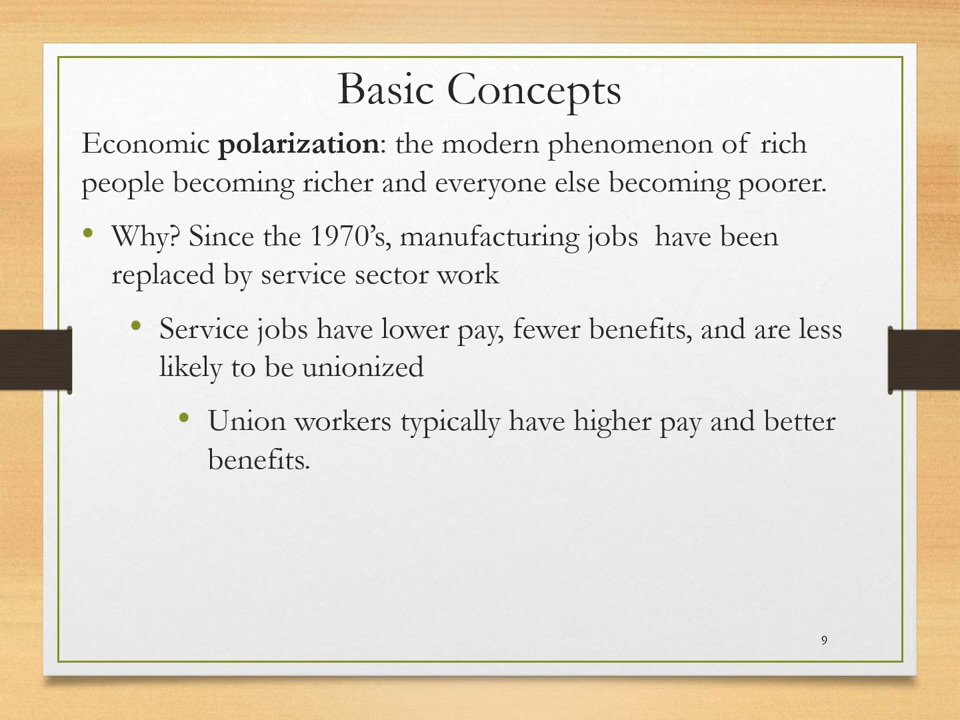 Basic Concepts
Economic polarization: the modern phenomenon of rich
people becoming richer and everyone else becoming poorer.
• Why? Since the 1970’s, manufacturing jobs  have been
replaced by service sector work
• Service jobs have lower pay, fewer benefits, and are less
likely to be unionized
• Union workers typically have higher pay and better
benefits.
9